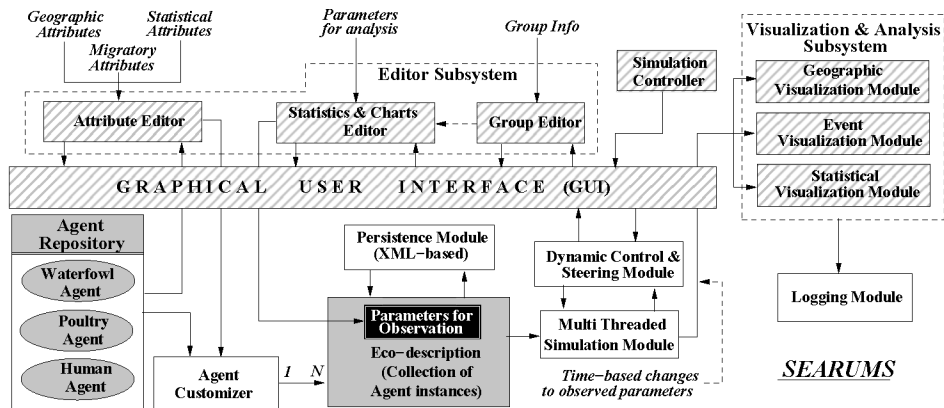 Geographic
Attributes
Statistical
Attributes
Migratory
Attributes
Parameters
for analysis
Group Info
Editor Subsystem
Attribute Editor
Statistics & Charts
Editor
Group Editor
Simulation
Controller
Visualization & Analysis
Subsystem
Geographic
Visualization Module
Event
Visualization Module
Statistical
Visualization Module
GRAPHICAL USER INTERFACE (GUI)
Agent
Repository
Waterfowl
Agent
Poultry
Agent
Human
Agent
Persistence Module
(XML-based)
Dynamic Control &
Steering Module
Logging Module
Parameters for
Observation
Eco-description
(Collection of
Agent instances)
Multi Threaded
Simulation Module
Agent
Customizer
1 N
Time-based changes
to observed parameters
SEARUMS